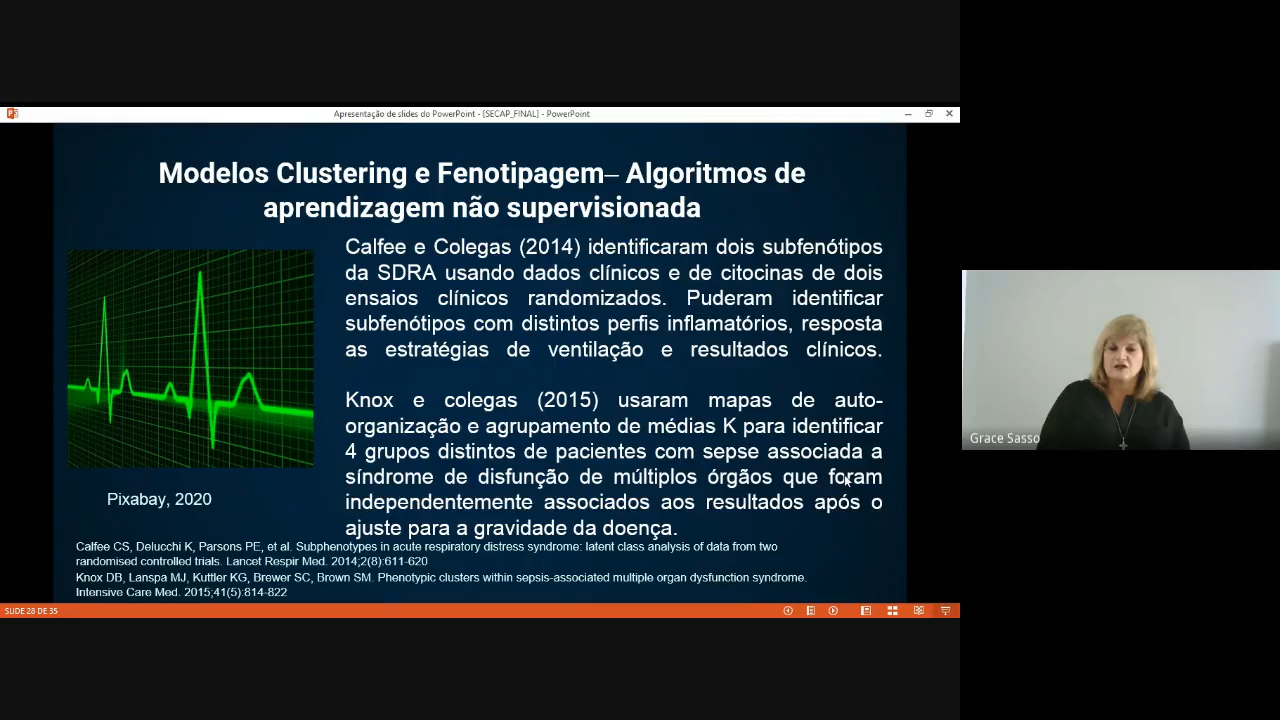 Apresentação de slides do PowerPoint - [SECAP_FINAL] - PowerPoint
Modelos Clustering e Fenotipagem– Algoritmos de
aprendizagem não supervisionada
Calfee e Colegas (2014) identificaram dois subfenótipos
da SDRA usando dados clínicos e de citocinas de dois
ensaios clínicos randomizados. Puderam identificar
subfenótipos com distintos perfis inflamatórios, resposta
as estratégias de ventilação e resultados clínicos.
Knox e colegas (2015) usaram mapas de auto-
organização e agrupamento de médias K para identificar
4 grupos distintos de pacientes com sepse associada a
síndrome de disfunção de múltiplos órgãos que foram
independentemente associados aos resultados após o
ajuste para a gravidade da doença.
Pixabay, 2020
Calfee CS, Delucchi K, Parsons PE, et al. Subphenotypes in acute respiratory distress syndrome: latent class analysis of data from two
randomised controlled trials. Lancet Respir Med. 2014;2(8):611-620
Knox DB, Lanspa MJ, Kuttler KG, Brewer SC, Brown SM. Phenotypic clusters within sepsis-associated multiple organ dysfunction syndrome.
Intensive Care Med. 2015;41(5):814-822
SLIDE 28 DE 35
Grace Sasso